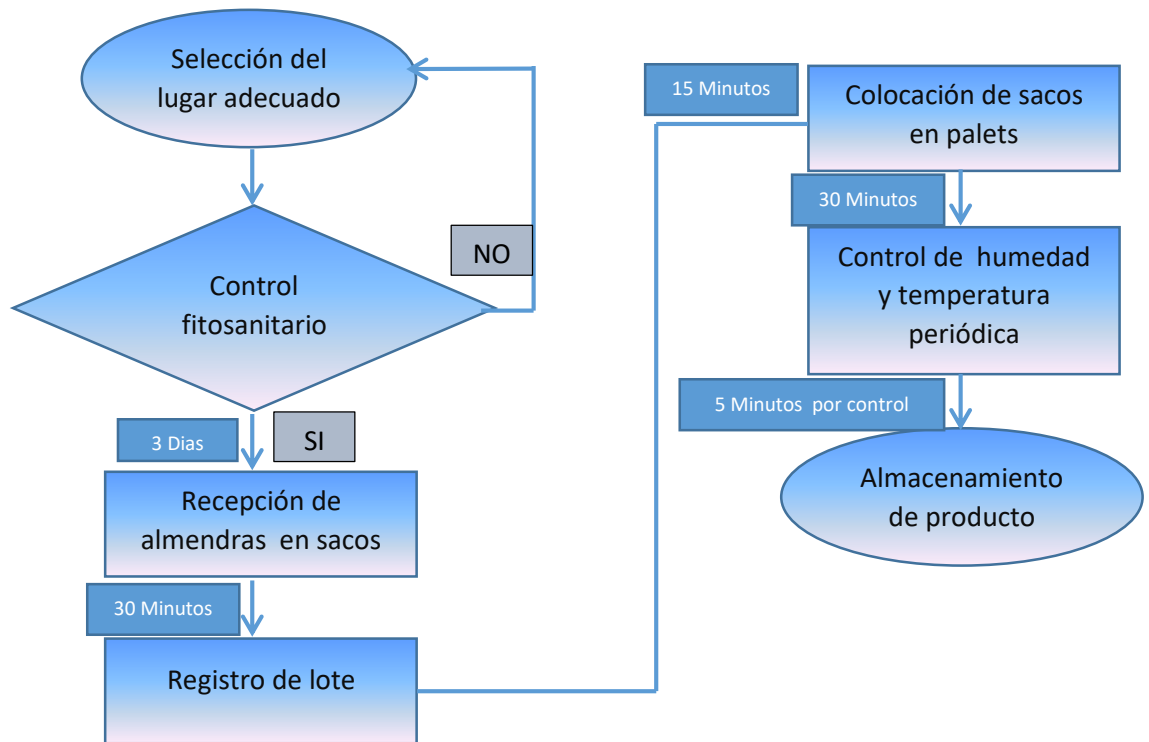 Selección del
lugar adecuado
NO
Control
fitosanitario
3 Dias
SI
Recepción de
almendras en sacos
30 Minutos
Registro de lote
15 Minutos
Colocación de sacos
en palets
30 Minutos
Control de humedad
y temperatura
periódica
5 Minutos por control
Almacenamiento
de producto